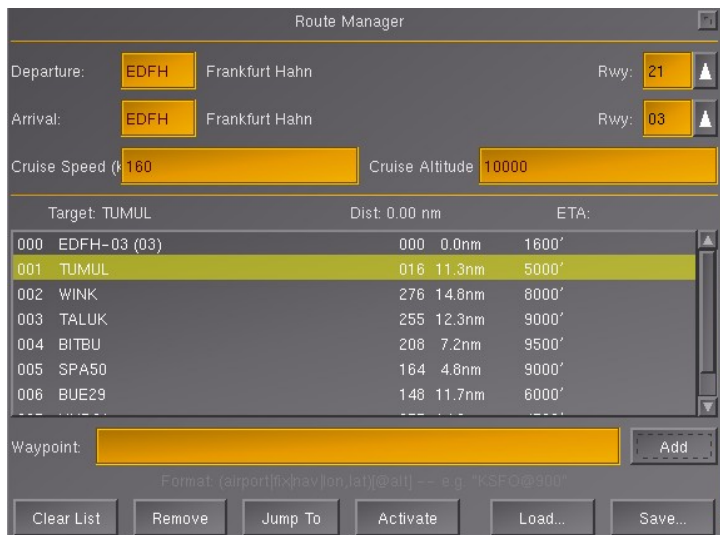 Route Manager
Departure: EDFH Frankfurt Hahn Rwy: 21
Arrival: EDFH Frankfurt Hahn Rwy: 03
Cruise Speed (k 160 Cruise Altitude 10000
Target: TUMUL Dist: 0.00 nm ETA:
000 EDFH-03 (03) 000 0.0nm 1600'
001 TUMUL 016 11.3nm 5000'
002 WINK 276 14.8nm 8000'
003 TALUK 255 12.3nm 9000'
004 BITBU 208 7.2nm 9500'
005 SPA50 164 4.8nm 9000'
006 BUE29 148 11.7nm 6000'
Waypoint: Add
Format: (airport|fix|nav|lon,lat)[@alt] -- e.g. "KSFO@900"
Clear List Remove Jump To Activate Load... Save...